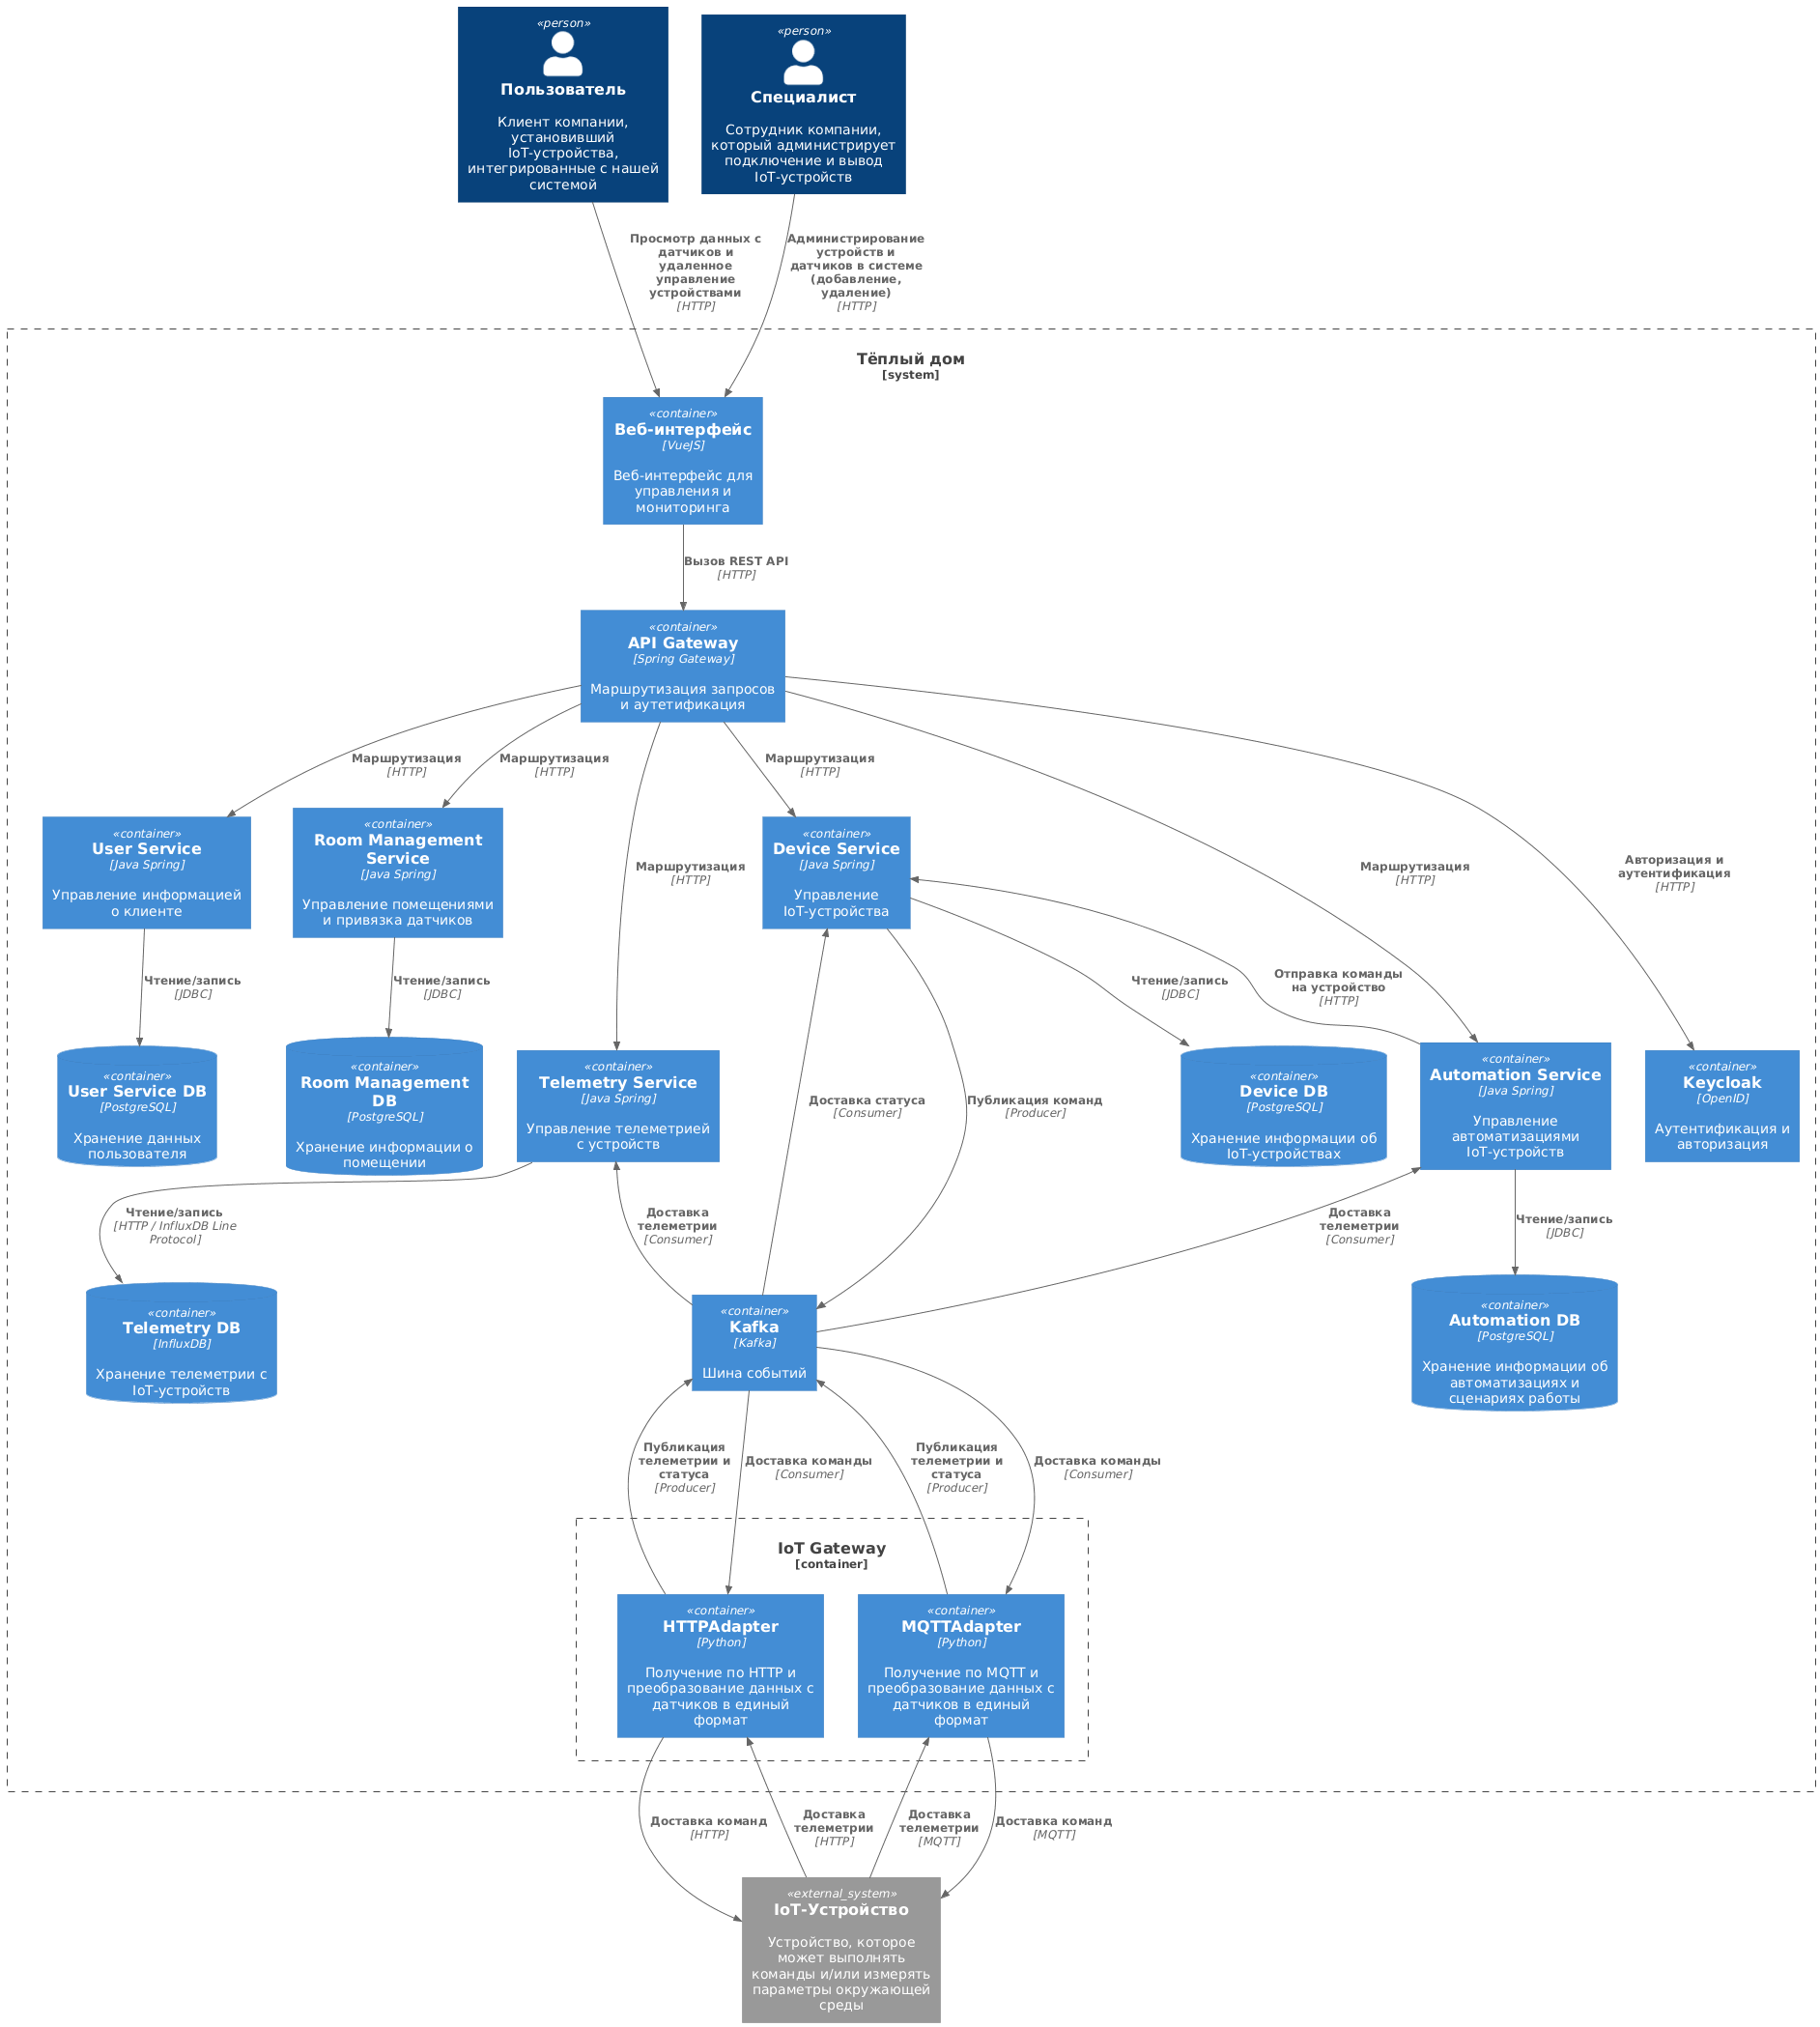 «person»
Пользователь
Клиент компании,
установивший
IoT-устройства,
интегрированные с нашей
системой
«person»
Специалист
Сотрудник компании,
который администрирует
подключение и вывод
IoT-устройств
Просмотр данных с
датчиков и
удаленное
управление
устройствами
[HTTP]
Администрирование
устройств и
датчиков в системе
(добавление,
удаление)
[HTTP]
Тёплый дом
[system]
«container»
Веб-интерфейс
[VueJS]
Веб-интерфейс для
управления и
мониторинга
Вызов REST API
[HTTP]
«container»
API Gateway
[Spring Gateway]
Маршрутизация запросов
и аутетификация
Маршрутизация
[HTTP]
Маршрутизация
[HTTP]
Маршрутизация
[HTTP]
Маршрутизация
[HTTP]
Маршрутизация
[HTTP]
Авторизация и
аутентификация
[HTTP]
«container»
User Service
[Java Spring]
Управление информацией
о клиенте
«container»
Room Management
Service
[Java Spring]
Управление помещениями
и привязка датчиков
«container»
Device Service
[Java Spring]
Управление
IoT-устройства
Чтение/запись
[JDBC]
Чтение/запись
[JDBC]
Чтение/запись
[JDBC]
Отправка команды
на устройство
[HTTP]
«container»
User Service DB
[PostgreSQL]
Хранение данных
пользователя
«container»
Room Management
DB
[PostgreSQL]
Хранение информации о
помещении
«container»
Telemetry Service
[Java Spring]
Управление телеметрией
с устройств
Доставка статуса
[Consumer]
Публикация команд
[Producer]
«container»
Device DB
[PostgreSQL]
Хранение информации об
IoT-устройствах
«container»
Automation Service
[Java Spring]
Управление
автоматизациями
IoT-устройств
«container»
Keycloak
[OpenID]
Аутентификация и
авторизация
Чтение/запись
[HTTP / InfluxDB Line
Protocol]
Доставка
телеметрии
[Consumer]
Доставка
телеметрии
[Consumer]
Чтение/запись
[JDBC]
«container»
Telemetry DB
[InfluxDB]
Хранение телеметрии с
IoT-устройств
«container»
Kafka
[Kafka]
Шина событий
«container»
Automation DB
[PostgreSQL]
Хранение информации об
автоматизациях и
сценариях работы
Публикация
телеметрии и
статуса
[Producer]
Доставка команды
[Consumer]
Публикация
телеметрии и
статуса
[Producer]
Доставка команды
[Consumer]
IoT Gateway
[container]
«container»
HTTPAdapter
[Python]
Получение по HTTP и
преобразование данных с
датчиков в единый
формат
«container»
MQTTAdapter
[Python]
Получение по MQTT и
преобразование данных с
датчиков в единый
формат
Доставка команд
[HTTP]
Доставка
телеметрии
[HTTP]
Доставка
телеметрии
[MQTT]
Доставка команд
[MQTT]
«external_system»
IoT-Устройство
Устройство, которое
может выполнять
команды и/или измерять
параметры окружающей
среды